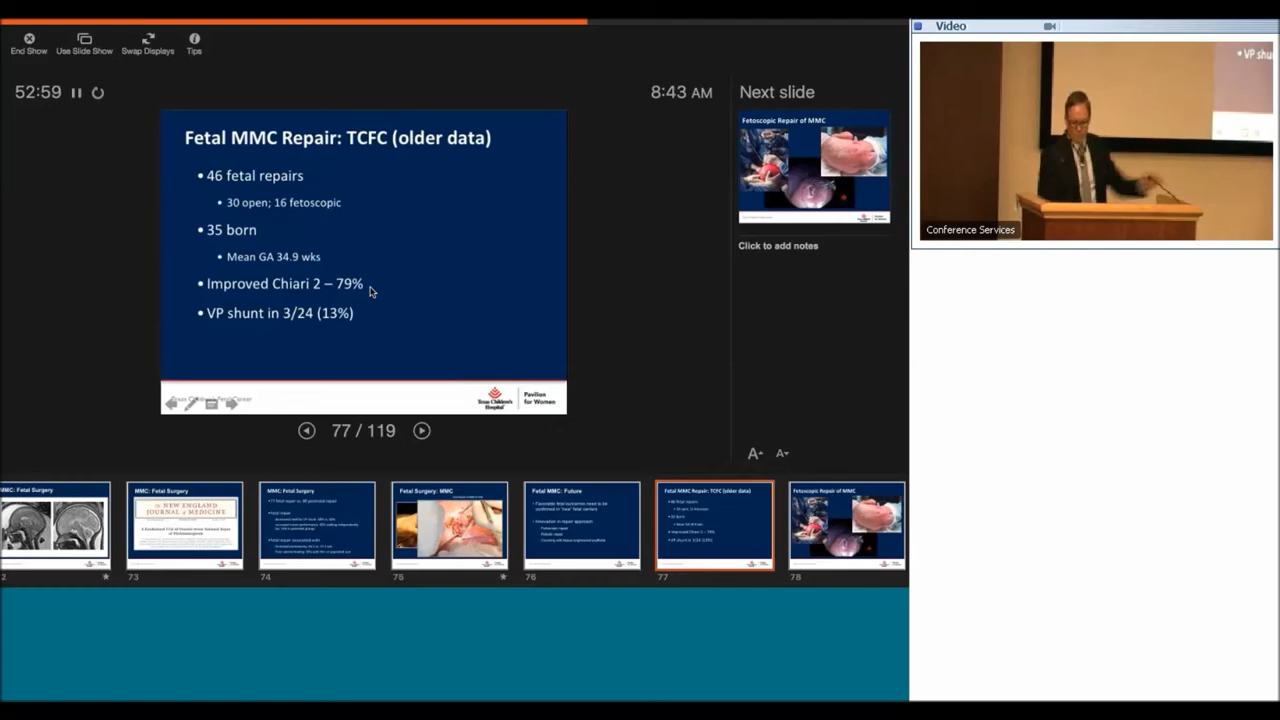 End Show
Use Slide Show
Swap Displays
Tips
52:59
8:43 AM
Fetal MMC Repair: TCFC (older data)
• 46 fetal repairs
• 30 open; 16 fetoscopic
• 35 born
• Mean GA 34.9 wks
• Improved Chiari 2 – 79%
• VP shunt in 3/24 (13%)
Texas Children's Hospital
Pavilion for Women
77 / 119
Next slide
Fetoscopic Repair of MMC
Click to add notes
A
A
Video
• VP shu
Conference Services
MMC: Fetal Surgery
MMC: Fetal Surgery
The NEW ENGLAND
JOURNAL of MEDICINE
MMC: Fetal Surgery
Fetal Surgery: MMC
Fetal MMC: Future
Fetal MMC Repair: TCFC (older data)
Fetoscopic Repair of MMC
2
73
74
75
76
77
78